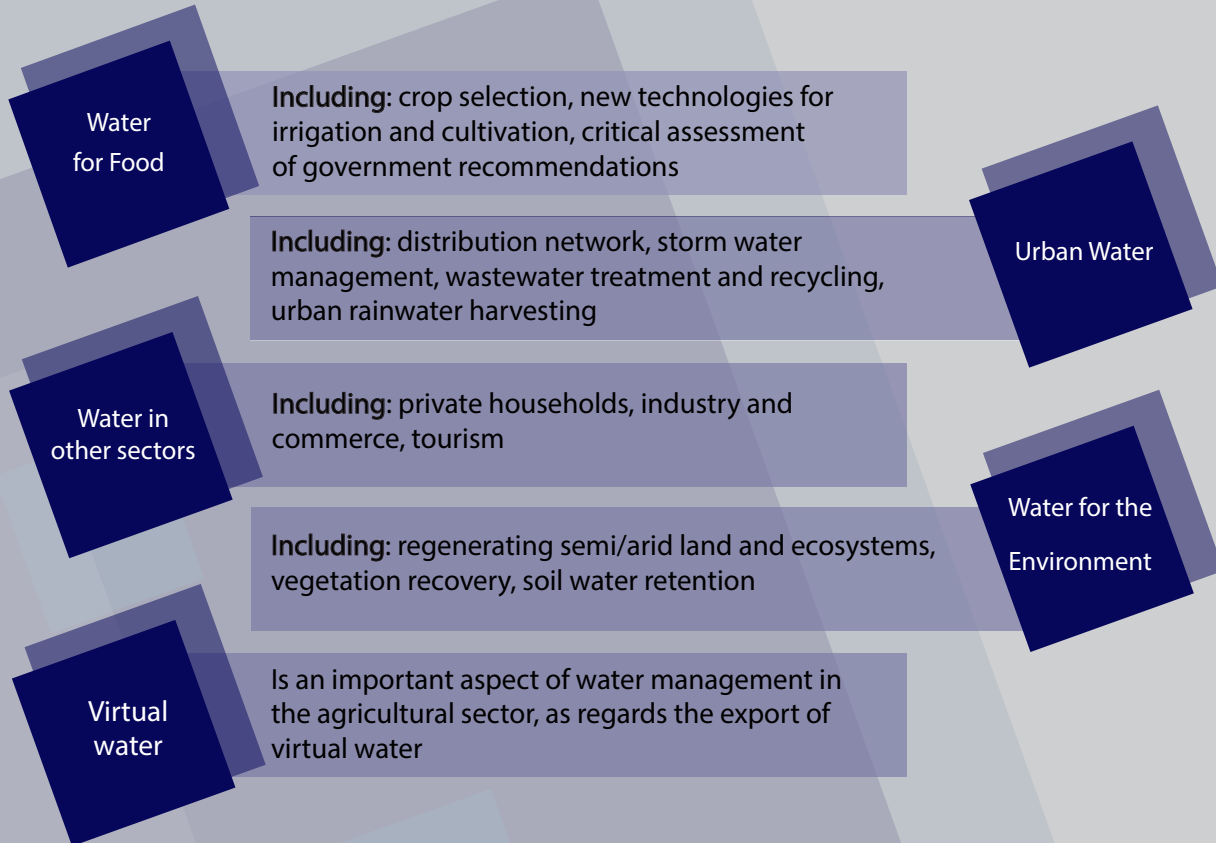 Water
for Food
Including: crop selection, new technologies for
irrigation and cultivation, critical assessment
of government recommendations
Including: distribution network, storm water
management, wastewater treatment and recycling,
urban rainwater harvesting
Urban Water
Water in
other sectors
Including: private households, industry and
commerce, tourism
Including: regenerating semi/arid land and ecosystems,
vegetation recovery, soil water retention
Water for the
Environment
Virtual
water
Is an important aspect of water management in
the agricultural sector, as regards the export of
virtual water